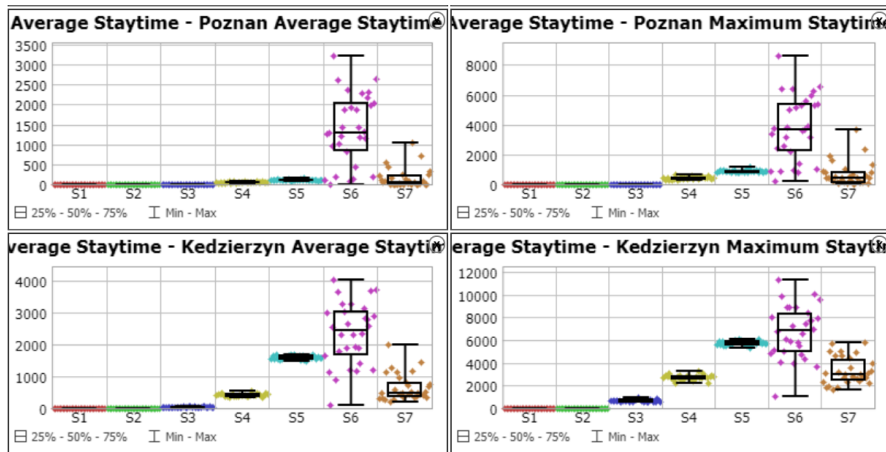 Average Staytime - Poznan Average Staytime
3500
3000
2500
2000
1500
1000
500
0
S1 S2 S3 S4 S5 S6 S7
25% - 50% - 75% Min - Max
Average Staytime - Poznan Maximum Staytim
8000
6000
4000
2000
0
S1 S2 S3 S4 S5 S6 S7
25% - 50% - 75% Min - Max
verage Staytime - Kedzierzyn Average Staytin
4000
3000
2000
1000
0
S1 S2 S3 S4 S5 S6 S7
25% - 50% - 75% Min - Max
erage Staytime - Kedzierzyn Maximum Stayti
12000
10000
8000
6000
4000
2000
0
S1 S2 S3 S4 S5 S6 S7
25% - 50% - 75% Min - Max